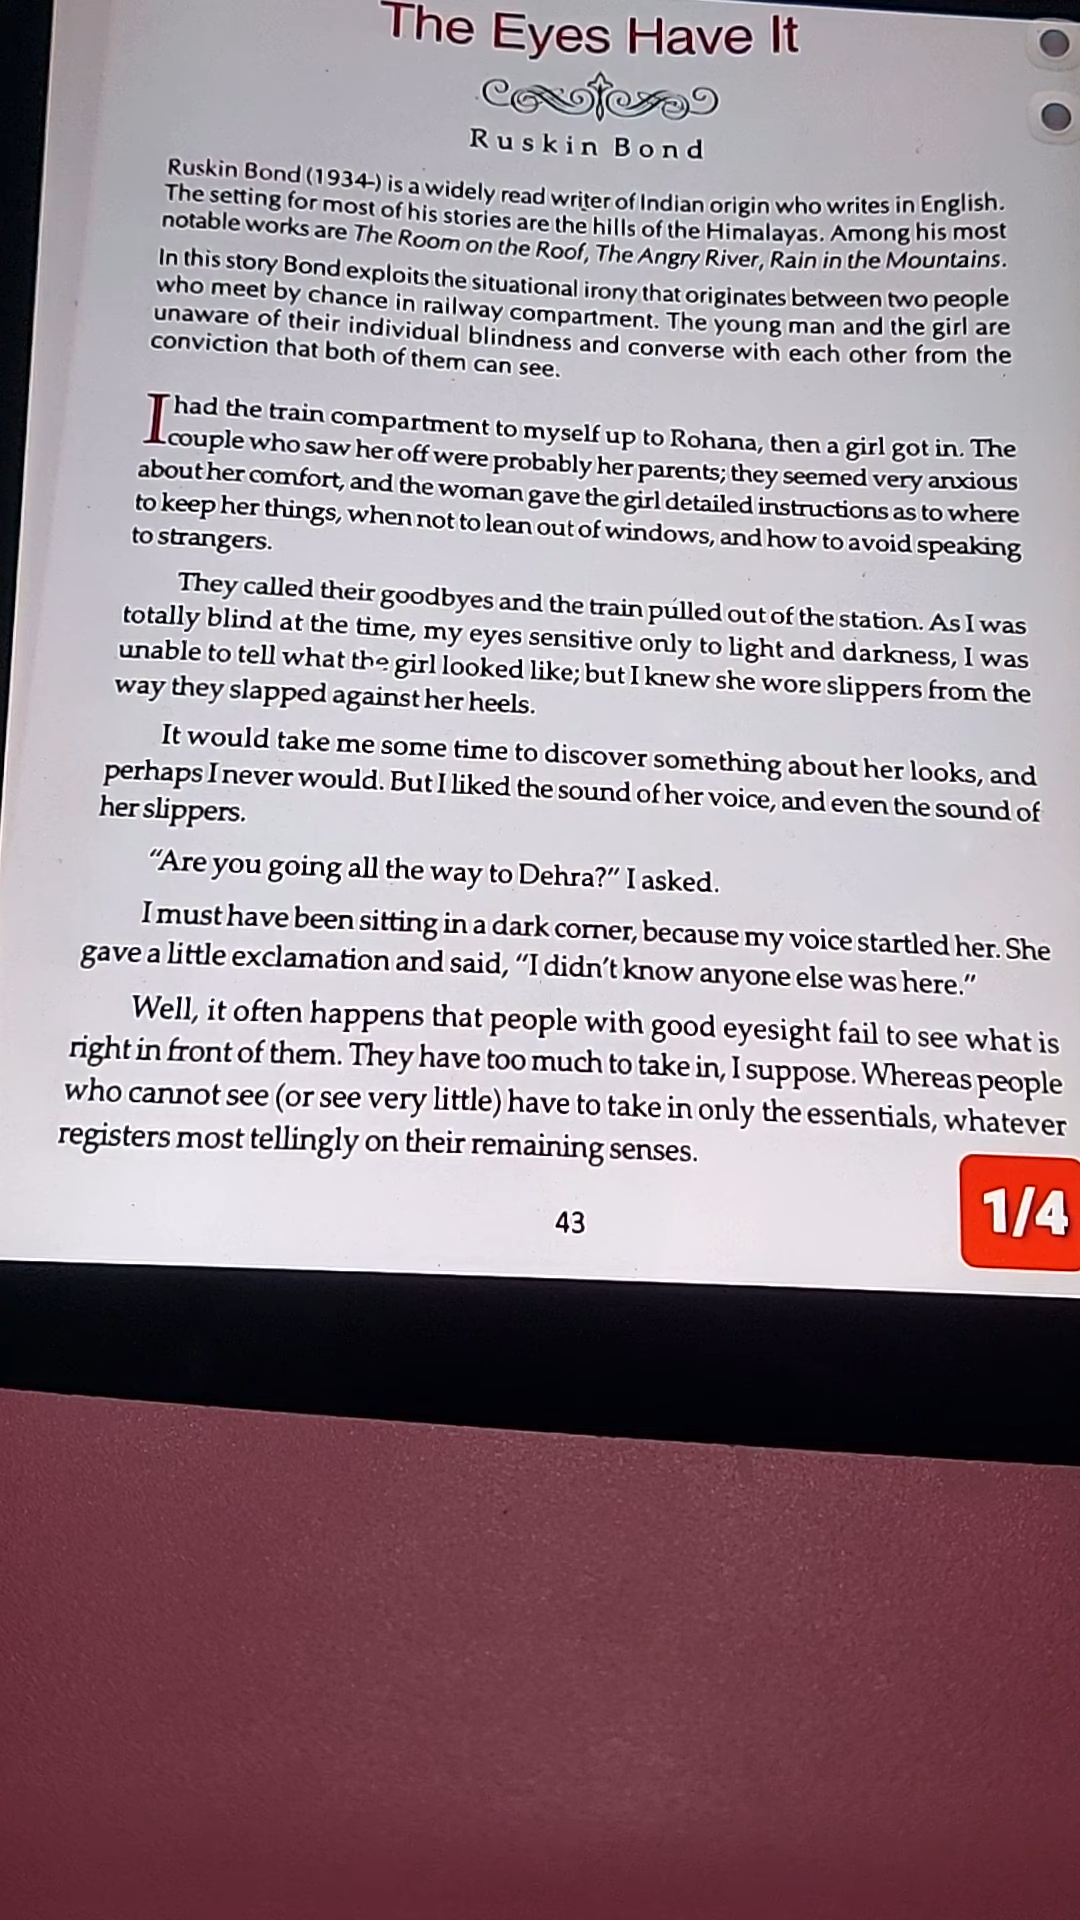 The Eyes Have It
Ruskin Bond
Ruskin Bond (1934-) is a widely read writer of Indian origin who writes in English.
The setting for most of his stories are the hills of the Himalayas. Among his most
notable works are The Room on the Roof, The Angry River, Rain in the Mountains.
In this story Bond exploits the situational irony that originates between two people
who meet by chance in railway compartment. The young man and the girl are
unaware of their individual blindness and converse with each other from the
conviction that both of them can see.
I had the train compartment to myself up to Rohana, then a girl got in. The
couple who saw her off were probably her parents; they seemed very anxious
about her comfort, and the woman gave the girl detailed instructions as to where
to keep her things, when not to lean out of windows, and how to avoid speaking
to strangers.
They called their goodbyes and the train pulled out of the station. As I was
totally blind at the time, my eyes sensitive only to light and darkness, I was
unable to tell what the girl looked like; but I knew she wore slippers from the
way they slapped against her heels.
It would take me some time to discover something about her looks, and
perhaps I never would. But I liked the sound of her voice, and even the sound of
her slippers.
“Are you going all the way to Dehra?” I asked.
I must have been sitting in a dark corner, because my voice startled her. She
gave a little exclamation and said, “I didn’t know anyone else was here.”
Well, it often happens that people with good eyesight fail to see what is
right in front of them. They have too much to take in, I suppose. Whereas people
who cannot see (or see very little) have to take in only the essentials, whatever
registers most tellingly on their remaining senses.
43
1/4